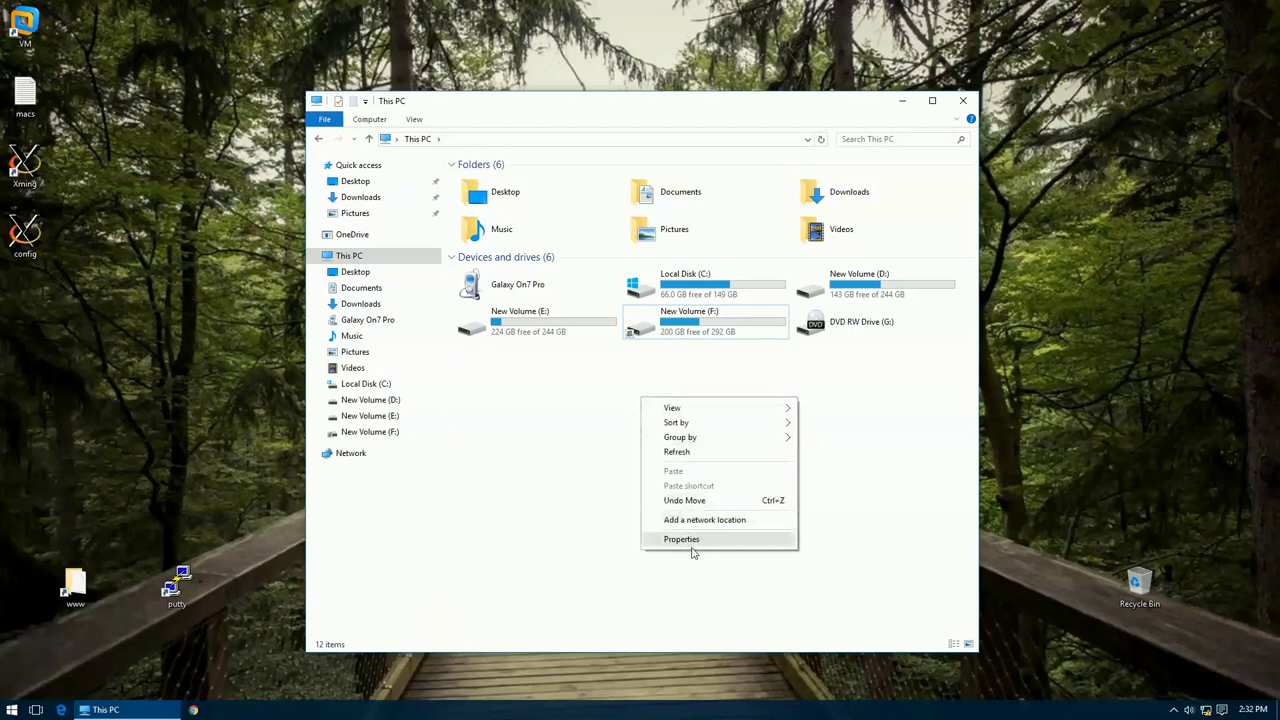 VM
macs
Xming
config
www
putty
Recycle Bin
This PC
File
Computer
View
This PC
Search This PC
Quick access
Desktop
Downloads
Pictures
OneDrive
This PC
Desktop
Documents
Downloads
Galaxy On7 Pro
Music
Pictures
Videos
Local Disk (C:)
New Volume (D:)
New Volume (E:)
New Volume (F:)
Network
Folders (6)
Desktop
Documents
Downloads
Music
Pictures
Videos
Devices and drives (6)
Galaxy On7 Pro
Local Disk (C:)
66.0 GB free of 149 GB
New Volume (D:)
143 GB free of 244 GB
New Volume (E:)
224 GB free of 244 GB
New Volume (F:)
200 GB free of 292 GB
DVD
DVD RW Drive (G:)
View
Sort by
Group by
Refresh
Paste
Paste shortcut
Undo Move Ctrl+Z
Add a network location
Properties
12 items
This PC
2:32 PM